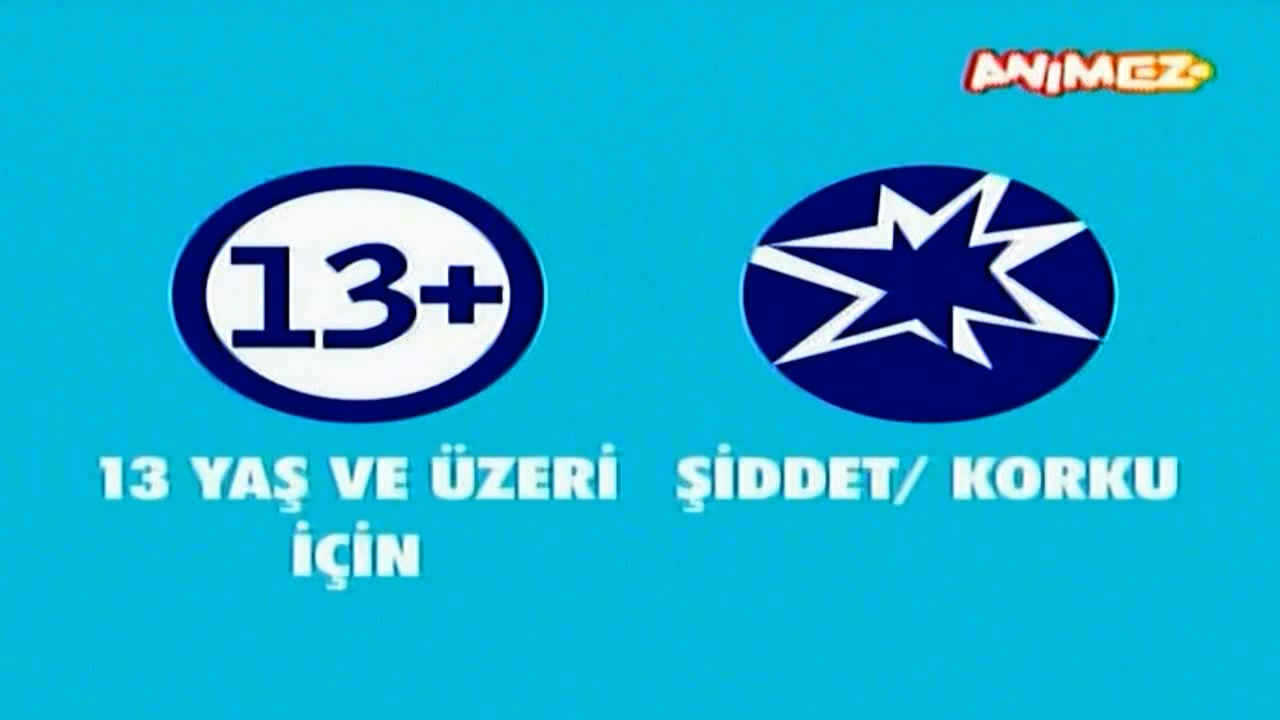 ANIMEZ
13+
13 YAŞ VE ÜZERİ
İÇİN
ŞİDDET/ KORKU